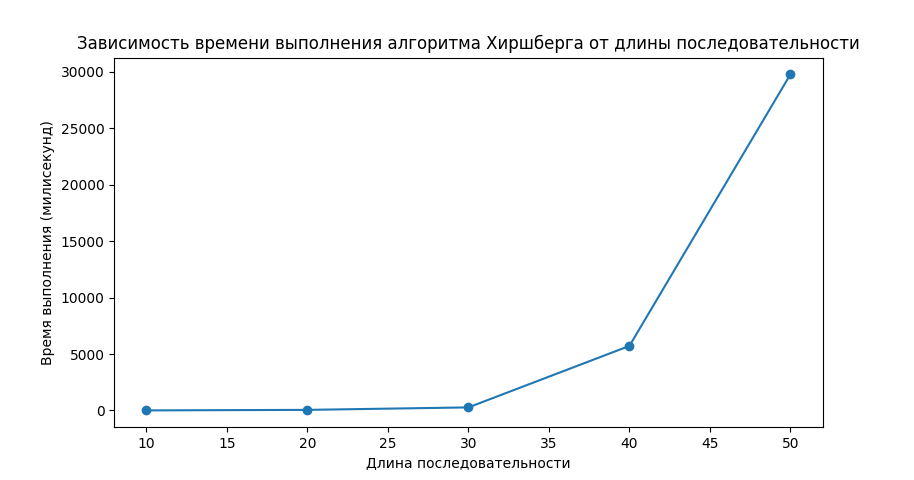 Зависимость времени выполнения алгоритма Хиршберга от длины последовательности
30000
25000
20000
15000
10000
5000
0
Время выполнения (милисекунд)
10 15 20 25 30 35 40 45 50
Длина последовательности